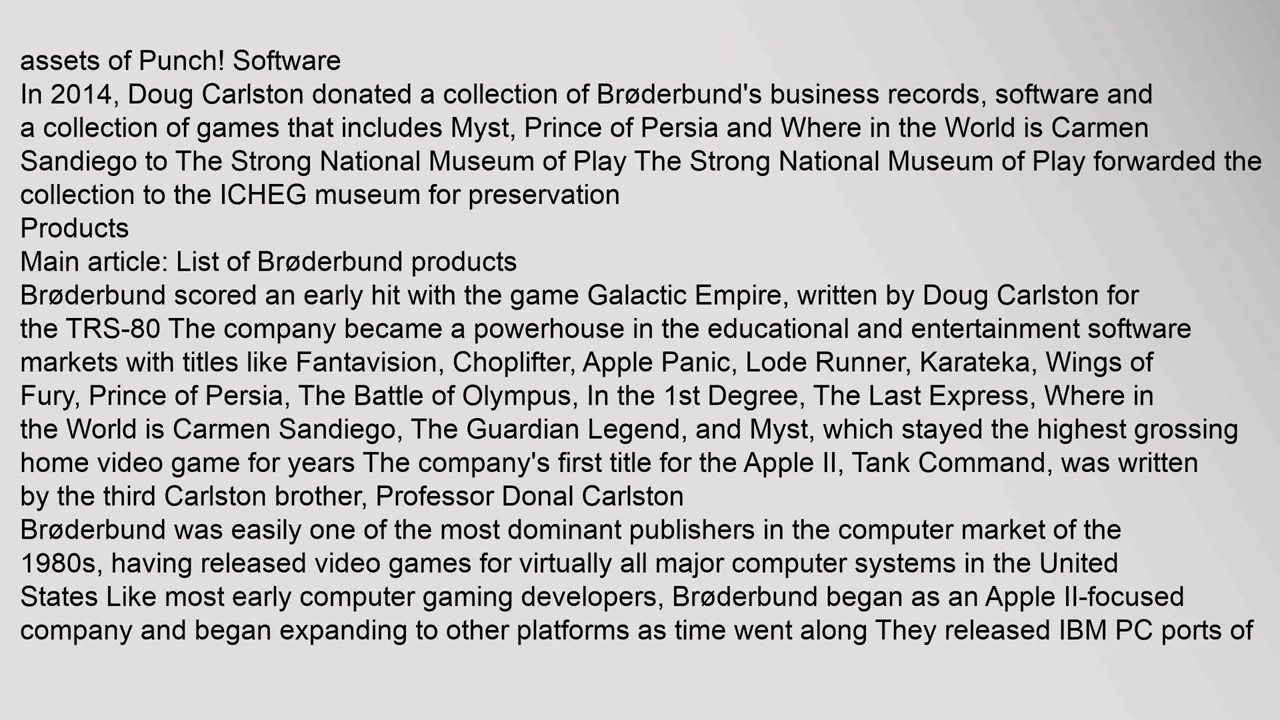 assets of Punch! Software
In 2014, Doug Carlston donated a collection of Brøderbund's business records, software and
a collection of games that includes Myst, Prince of Persia and Where in the World is Carmen
Sandiego to The Strong National Museum of Play The Strong National Museum of Play forwarded the
collection to the ICHEG museum for preservation
Products
Main article: List of Brøderbund products
Brøderbund scored an early hit with the game Galactic Empire, written by Doug Carlston for
the TRS-80 The company became a powerhouse in the educational and entertainment software
markets with titles like Fantavision, Choplifter, Apple Panic, Lode Runner, Karateka, Wings of
Fury, Prince of Persia, The Battle of Olympus, In the 1st Degree, The Last Express, Where in
the World is Carmen Sandiego, The Guardian Legend, and Myst, which stayed the highest grossing
home video game for years The company's first title for the Apple II, Tank Command, was written
by the third Carlston brother, Professor Donal Carlston
Brøderbund was easily one of the most dominant publishers in the computer market of the
1980s, having released video games for virtually all major computer systems in the United
States Like most early computer gaming developers, Brøderbund began as an Apple II-focused
company and began expanding to other platforms as time went along They released IBM PC ports of